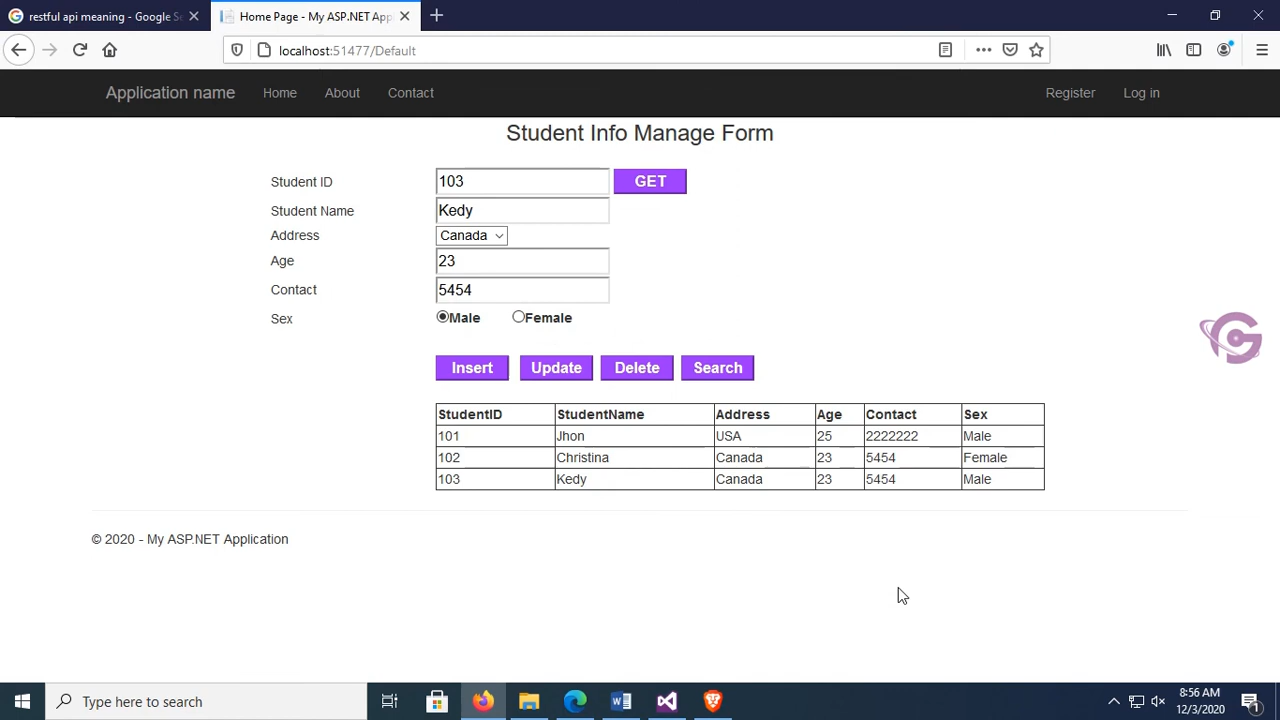 restful api meaning - Google Se
Home Page - My ASP.NET App
localhost:51477/Default
Application name Home About Contact Register Log in
Student Info Manage Form
Student ID 103 GET
Student Name Kedy
Address Canada
Age 23
Contact 5454
Sex Male Female
Insert Update Delete Search
StudentID StudentName Address Age Contact Sex
101 Jhon USA 25 2222222 Male
102 Christina Canada 23 5454 Female
103 Kedy Canada 23 5454 Male
© 2020 - My ASP.NET Application
Type here to search
8:56 AM
12/3/2020
1